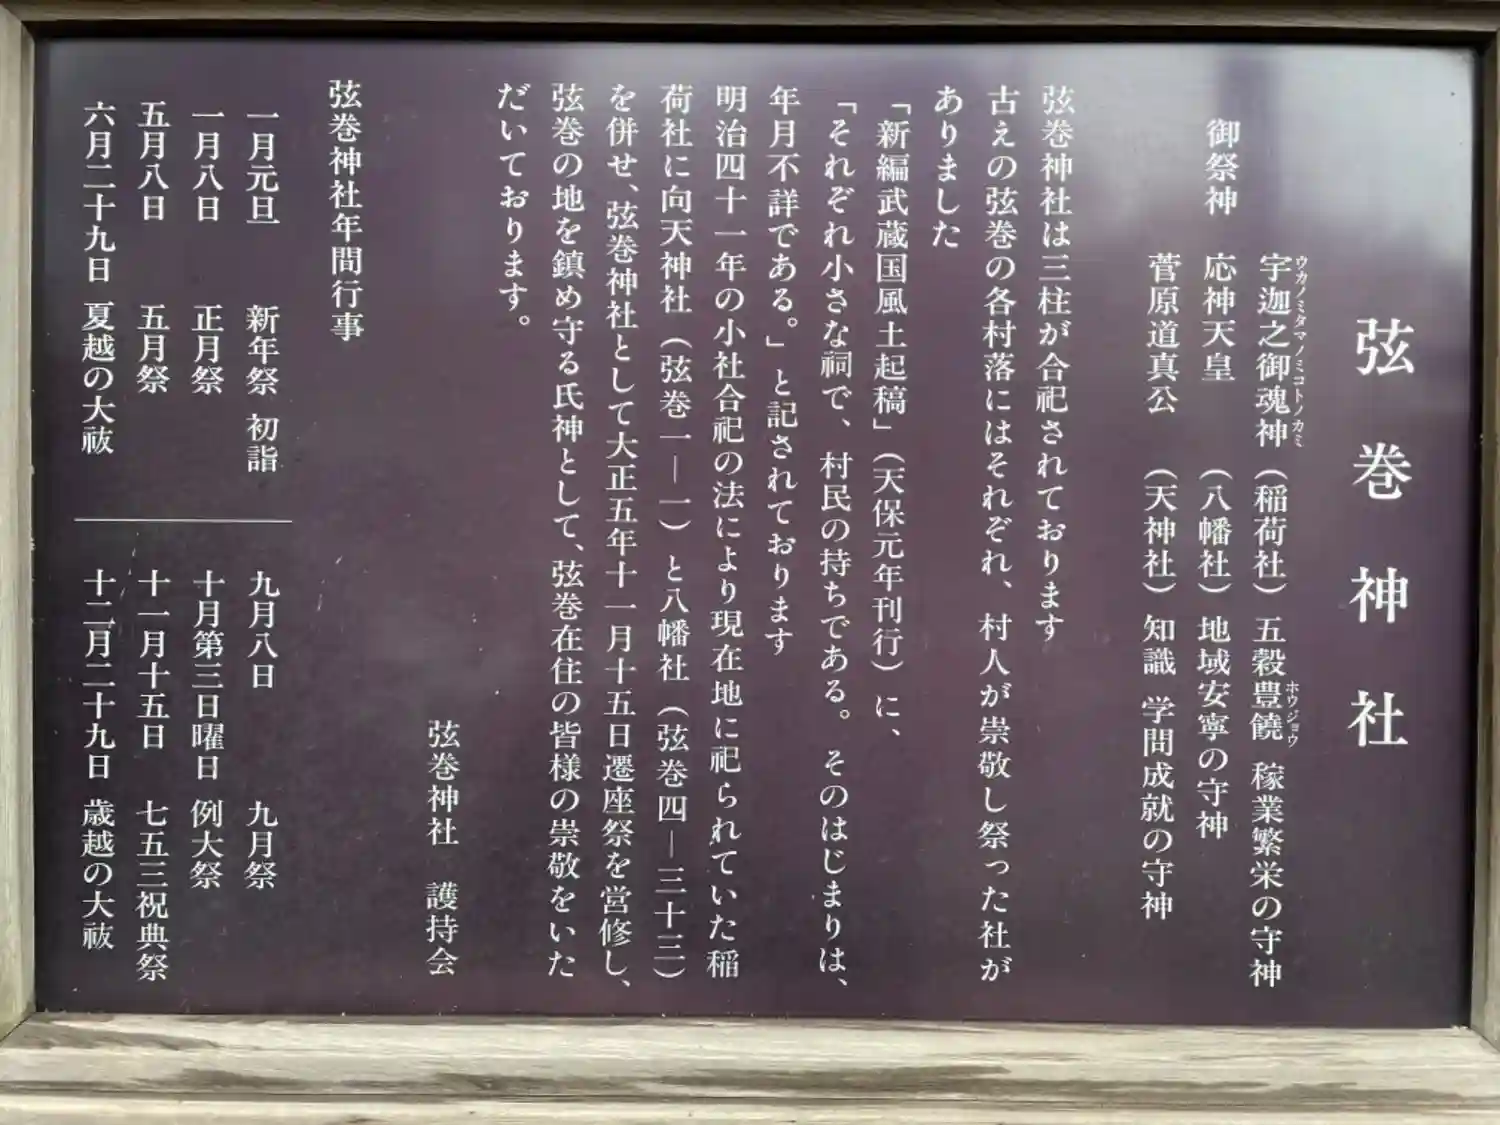 弦巻神社
御祭神
宇迦之御魂神（稲荷社）五穀豊饒 稼業繁栄の守神
ウカノミタマノミコトノカミ
ホウジョウ
応神天皇（八幡社）地域安寧の守神
菅原道真公（天神社）知識 学問成就の守神
弦巻神社は三柱が合祀されております
古えの弦巻の各村落にはそれぞれ、村人が崇敬し祭った社が
ありました
「新編武蔵国風土起稿」（天保元年刊行）に、
「それぞれ小さな祠で、村民の持ちである。そのはじまりは、
年月不詳である。」と記されております
明治四十一年の小社合祀の法により現在地に祀られていた稲
荷社に向天神社（弦巻一―一）と八幡社（弦巻四―三十三）
を併せ、弦巻神社として大正五年十一月十五日遷座祭を営修し、
弦巻の地を鎮め守る氏神として、弦巻在住の皆様の崇敬をいた
だいております。
弦巻神社 護持会
弦巻神社年間行事
一月元旦 新年祭 初詣
一月八日 正月祭
五月八日 五月祭
六月二十九日 夏越の大祓
九月八日 九月祭
十月第三日曜日 例大祭
十一月十五日 七五三祝典祭
十二月二十九日 歳越の大祓